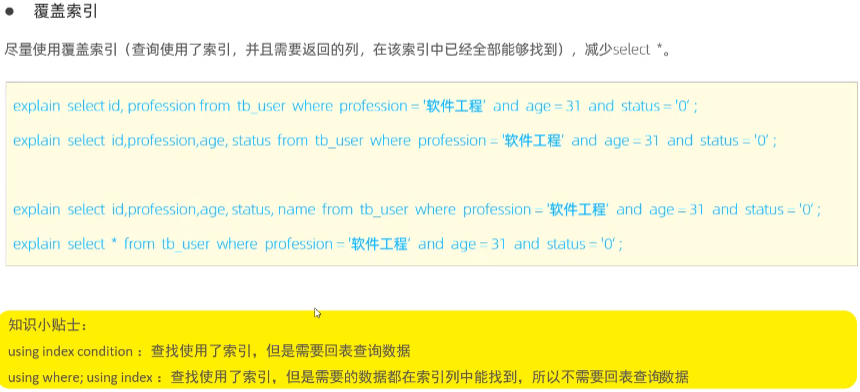 ● 覆盖索引
尽量使用覆盖索引（查询使用了索引，并且需要返回的列，在该索引中已经全部能够找到），减少select *。
explain select id, profession from tb_user where profession = '软件工程' and age = 31 and status = '0' ;
explain select id,profession,age, status from tb_user where profession = '软件工程' and age = 31 and status = '0' ;
explain select id,profession,age, status, name from tb_user where profession = '软件工程' and age = 31 and status = '0' ;
explain select * from tb_user where profession = '软件工程' and age = 31 and status = '0' ;
知识小贴士：
using index condition ：查找使用了索引，但是需要回表查询数据
using where; using index ：查找使用了索引，但是需要的数据都在索引列中能找到，所以不需要回表查询数据